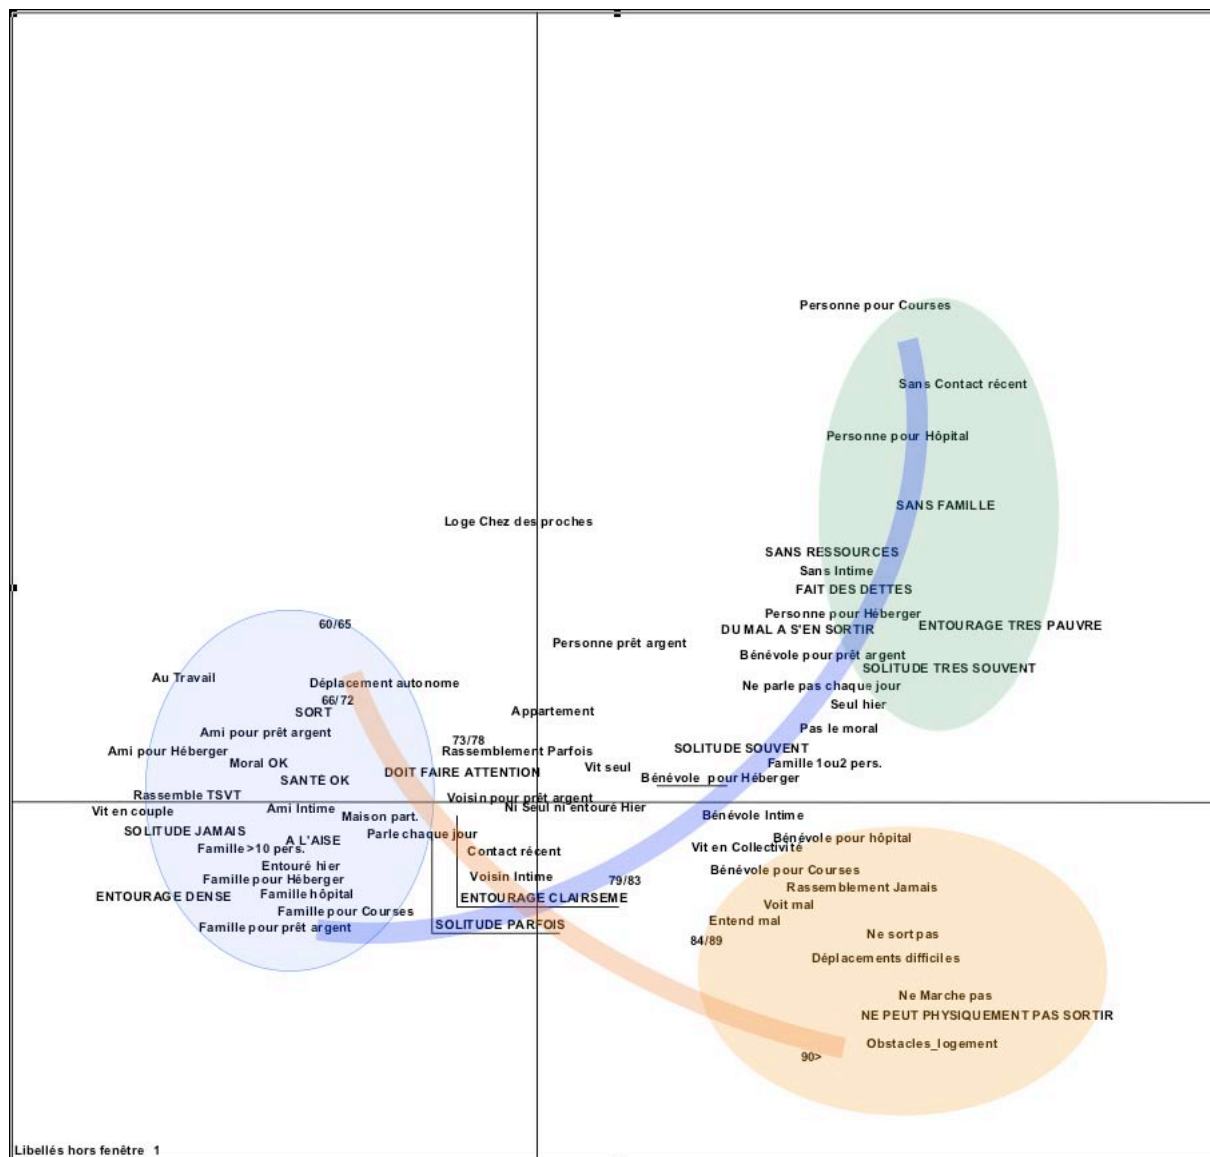 Personne pour Courses
Sans Contact récent
Personne pour Hôpital
SANS FAMILLE
Loge Chez des proches
SANS RESSOURCES
Sans Intime
FAIT DES DETTES
Personne pour Héberger
60/65
ENTOURAGE TRES PAUVRE
DU MAL A S'EN SORTIR
Personne prêt argent
Bénévole pour prêt argent
SOLITUDE TRES SOUVENT
Au Travail
Déplacement autonome
Ne parle pas chaque jour
66/72
Seul hier
SORT
Appartement
Pas le moral
Ami pour prêt argent
73/78
SOLITUDE SOUVENT
Ami pour Héberger
Rassemblement Parfois
Moral OK
Famille 1ou2 pers.
Vit seul
DOIT FAIRE ATTENTION
Bénévole pour Héberger
SANTÉ OK
Rassemble TSVT
Voisin pour prêt argent
Ni Seul ni entouré Hier
Ami Intime
Vit en couple
Maison part.
Bénévole Intime
SOLITUDE JAMAIS
Parle chaque jour
Bénévole pour hôpital
A L'AISE
Famille >10 pers.
Vit en Collectivité
Contact récent
Entouré hier
Bénévole pour Courses
Voisin Intime
Famille pour Héberger
79/83
Rassemblement Jamais
Famille hôpital
ENTOURAGE DENSE
ENTOURAGE CLAIRSEME
Voit mal
Famille pour Courses
Entend mal
SOLITUDE PARFOIS
Famille pour prêt argent
Ne sort pas
84/89
Déplacements difficiles
Ne Marche pas
NE PEUT PHYSIQUEMENT PAS SORTIR
Obstacles_logement
90>
Libellés hors fenêtre 1